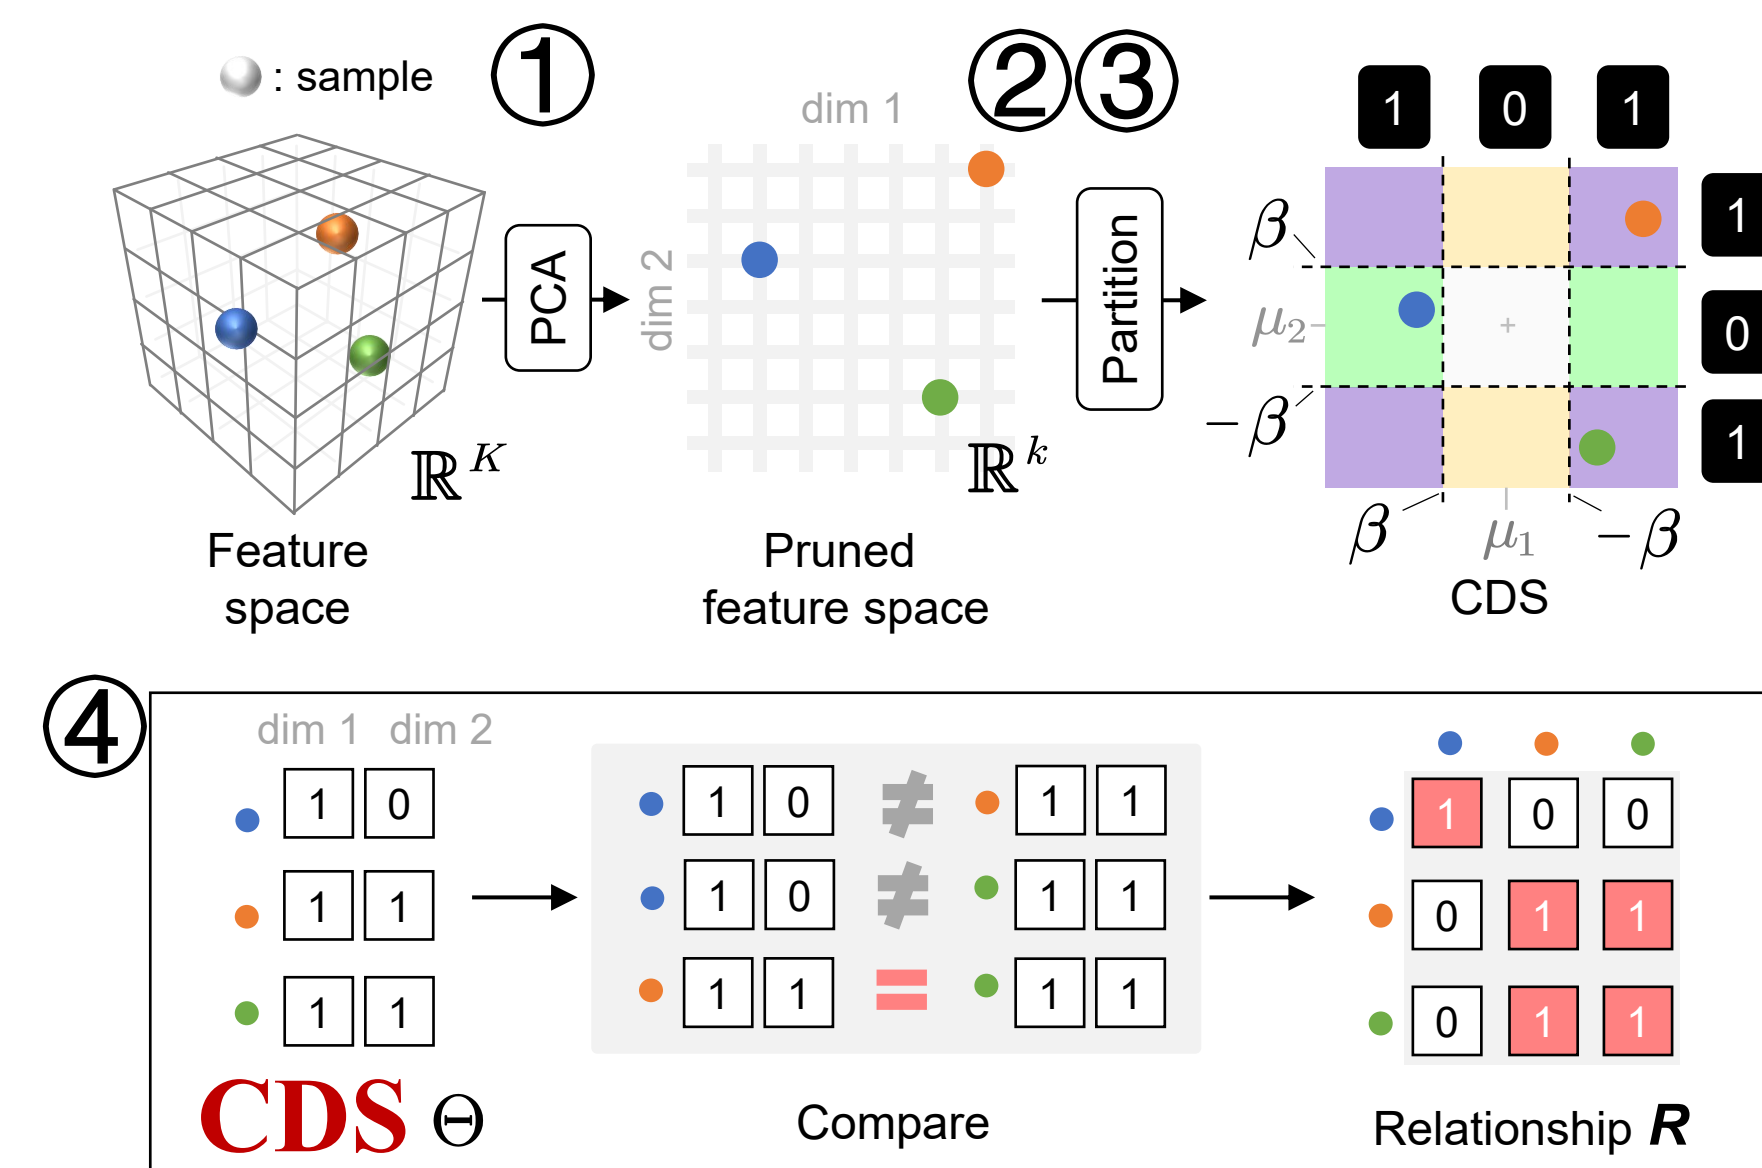 : sample
①
②③
dim 1
dim 2
PCA
Partition
ℝ^K
ℝ^k
Feature
space
Pruned
feature space
1 0 1
1
0
1
β
μ₂
−β
β
μ₁
−β
CDS
④
dim 1 dim 2
1 0
1 1
1 1
CDS Θ
1 0 ≠ 1 1
1 0 ≠ 1 1
1 1 = 1 1
Compare
1 0 0
0 1 1
0 1 1
Relationship R